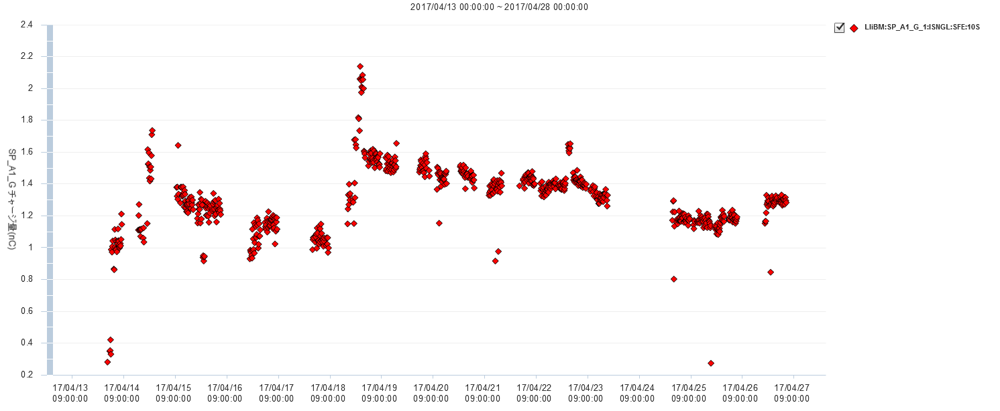 2017/04/13 00:00:00 ~ 2017/04/28 00:00:00
LIiBM:SP_A1_G_1:ISNGL:SFE:10S
SP_A1_G チャージ量(nC)
2.4
2.2
2
1.8
1.6
1.4
1.2
1
0.8
0.6
0.4
0.2
17/04/13 17/04/14 17/04/15 17/04/16 17/04/17 17/04/18 17/04/19 17/04/20 17/04/21 17/04/22 17/04/23 17/04/24 17/04/25 17/04/26 17/04/27
09:00:00 09:00:00 09:00:00 09:00:00 09:00:00 09:00:00 09:00:00 09:00:00 09:00:00 09:00:00 09:00:00 09:00:00 09:00:00 09:00:00 09:00:00